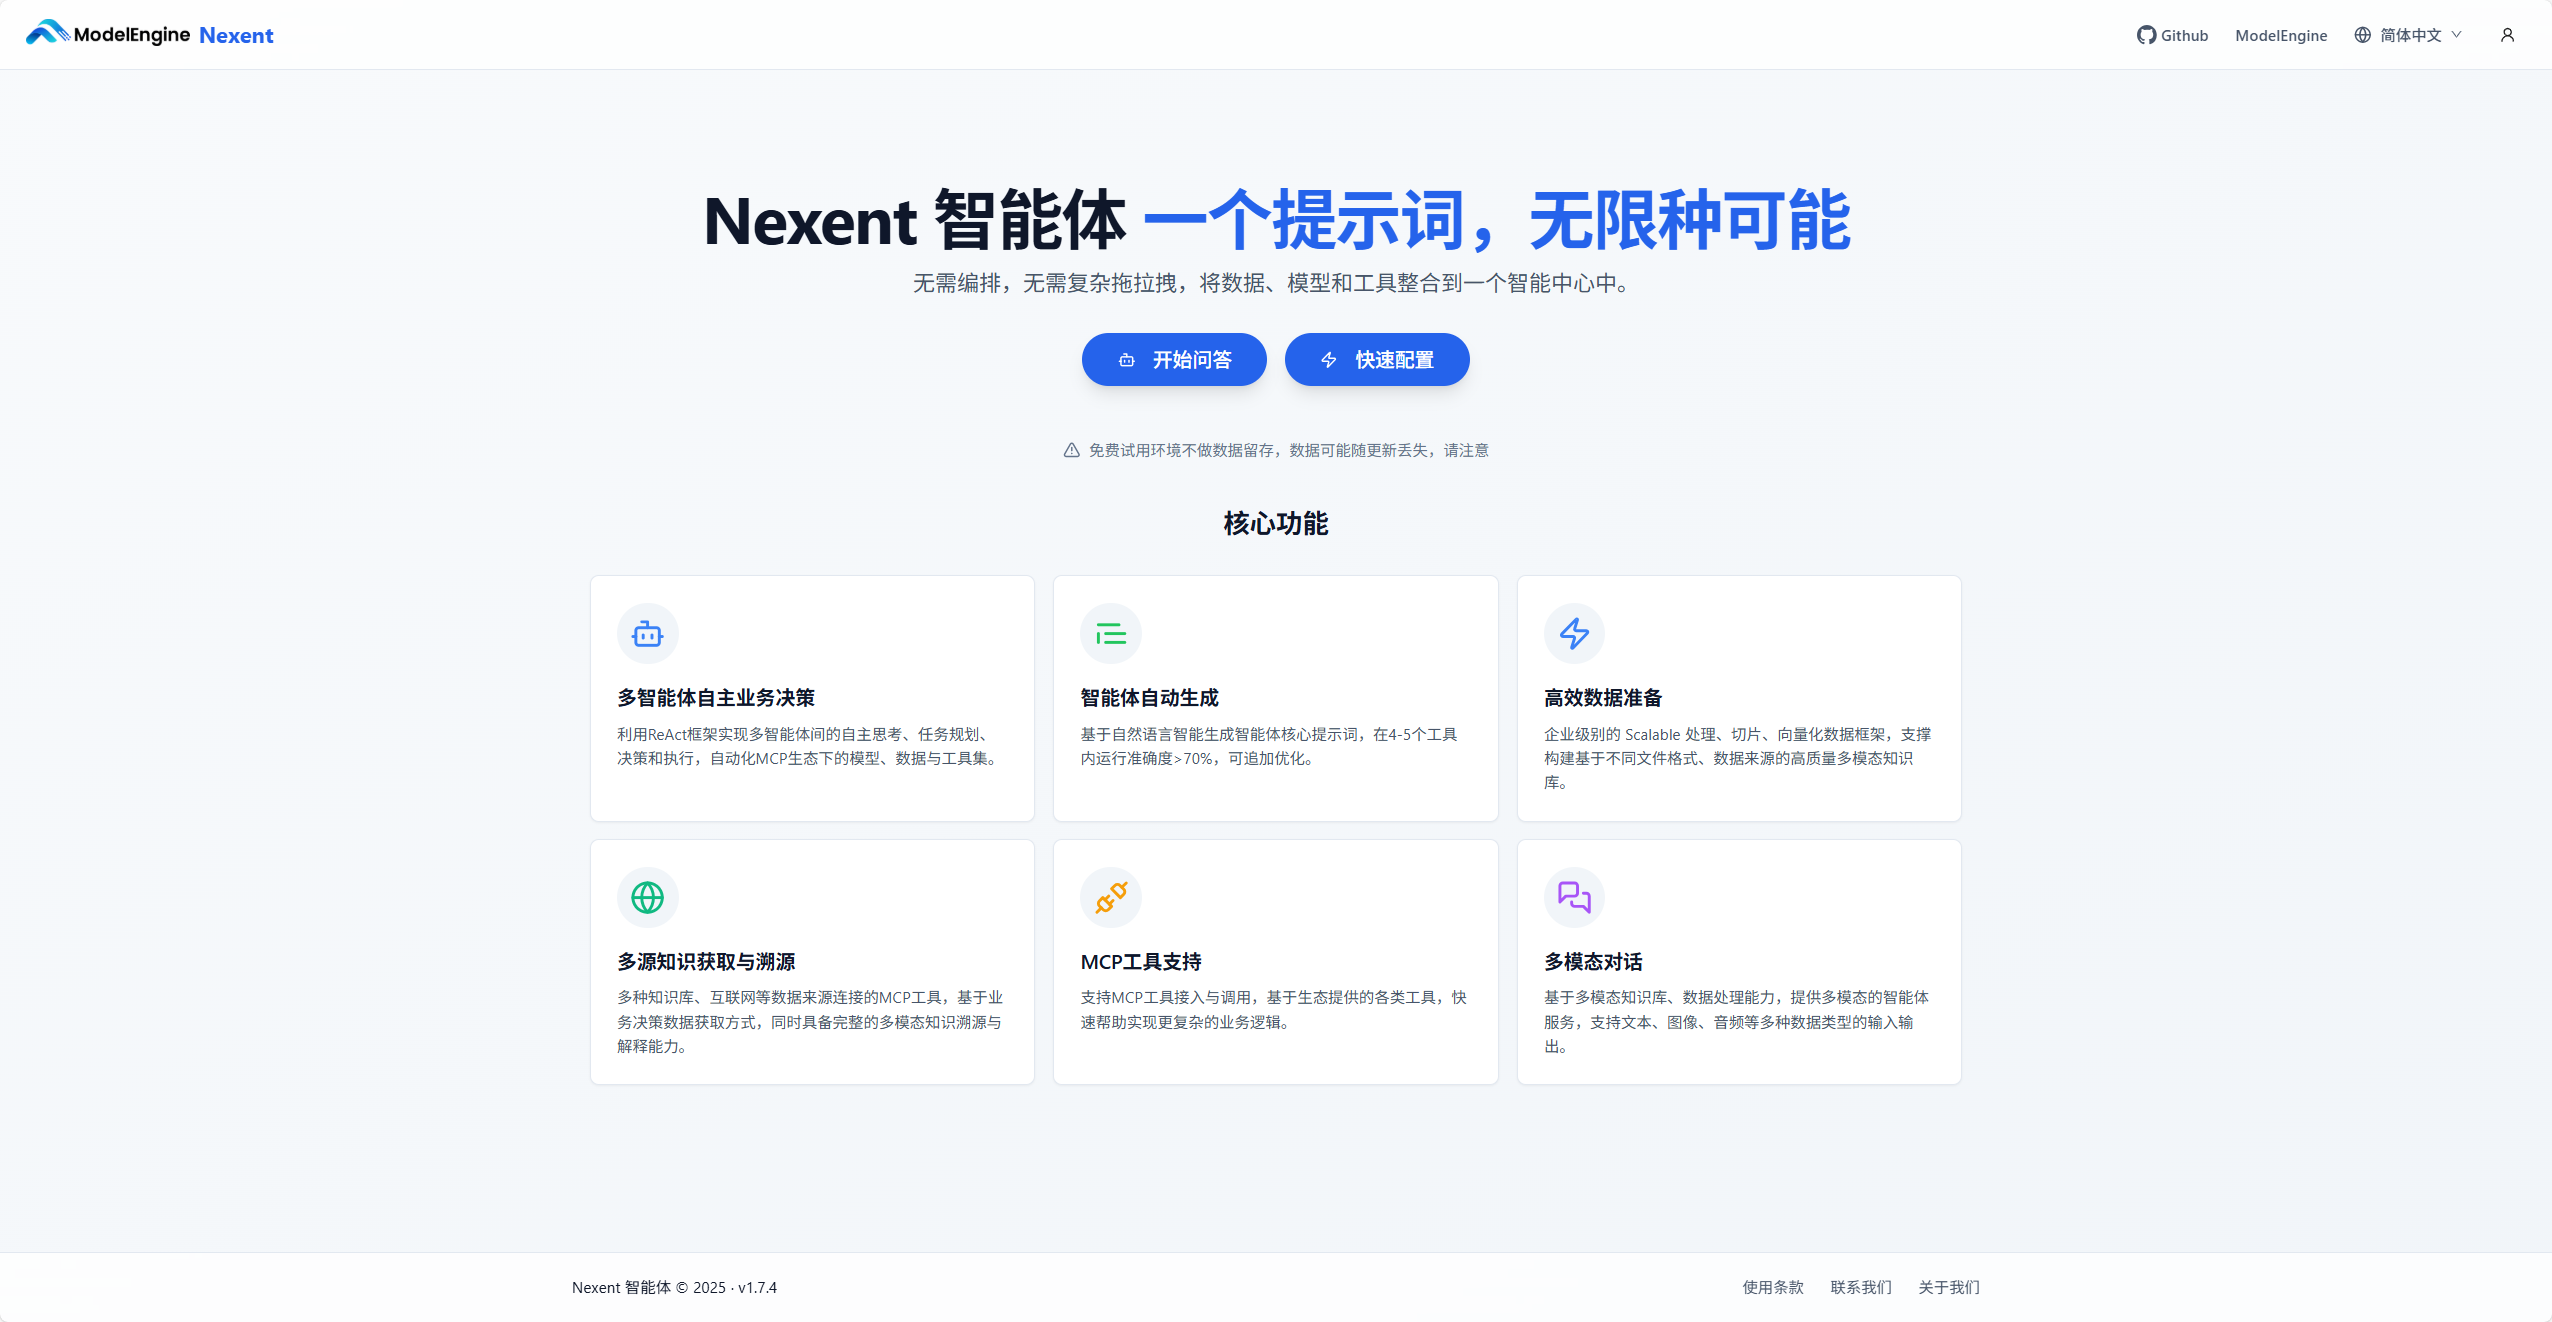 ModelEngine Nexent
Github ModelEngine 简体中文
Nexent 智能体 一个提示词，无限种可能
无需编排，无需复杂拖拉拽，将数据、模型和工具整合到一个智能中心中。
开始问答 快速配置
免费试用环境不做数据留存，数据可能随更新丢失，请注意
核心功能
多智能体自主业务决策
利用ReAct框架实现多智能体间的自主思考、任务规划、
决策和执行，自动化MCP生态下的模型、数据与工具集。
智能体自动生成
基于自然语言智能生成智能体核心提示词，在4-5个工具
内运行准确度>70%，可追加优化。
高效数据准备
企业级别的 Scalable 处理、切片、向量化数据框架，支撑
构建基于不同文件格式、数据来源的高质量多模态知识
库。
多源知识获取与溯源
多种知识库、互联网等数据来源连接的MCP工具，基于业
务决策数据获取方式，同时具备完整的多模态知识溯源与
解释能力。
MCP工具支持
支持MCP工具接入与调用，基于生态提供的各类工具，快
速帮助实现更复杂的业务逻辑。
多模态对话
基于多模态知识库、数据处理能力，提供多模态的智能体
服务，支持文本、图像、音频等多种数据类型的输入输
出。
Nexent 智能体 © 2025 · v1.7.4
使用条款 联系我们 关于我们